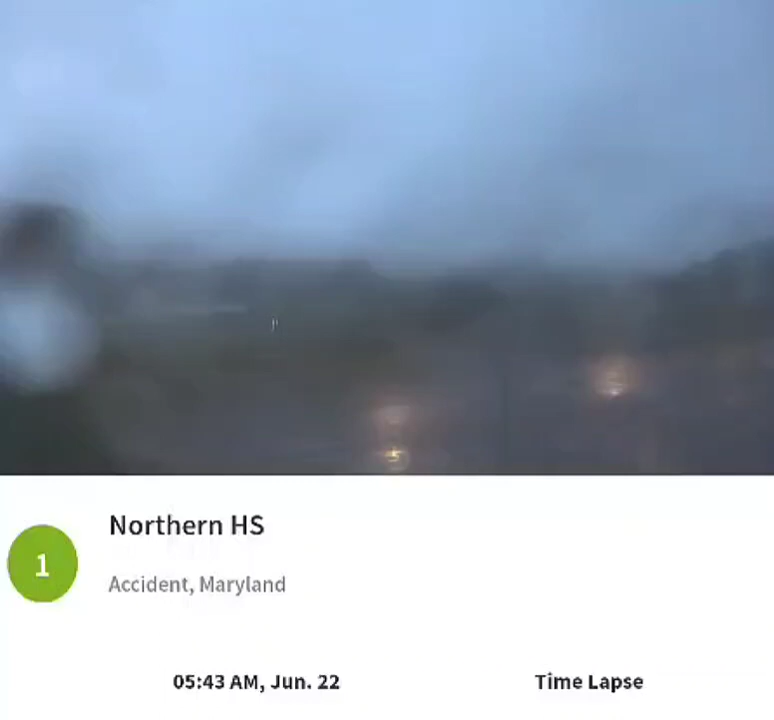 Northern HS
1
Accident, Maryland
05:43 AM, Jun. 22
Time Lapse